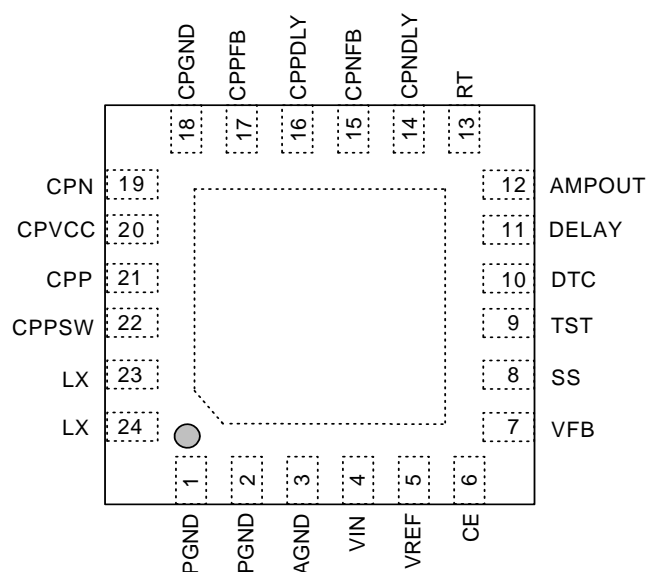 CPGND
CPPFB
CPPDLY
CPNFB
CPNDLY
RT
18
17
16
15
14
13
CPN 19
12 AMPOUT
CPVCC 20
11 DELAY
CPP 21
10 DTC
CPPSW 22
9 TST
LX 23
8 SS
LX 24
7 VFB
1
2
3
4
5
6
PGND
PGND
AGND
VIN
VREF
CE